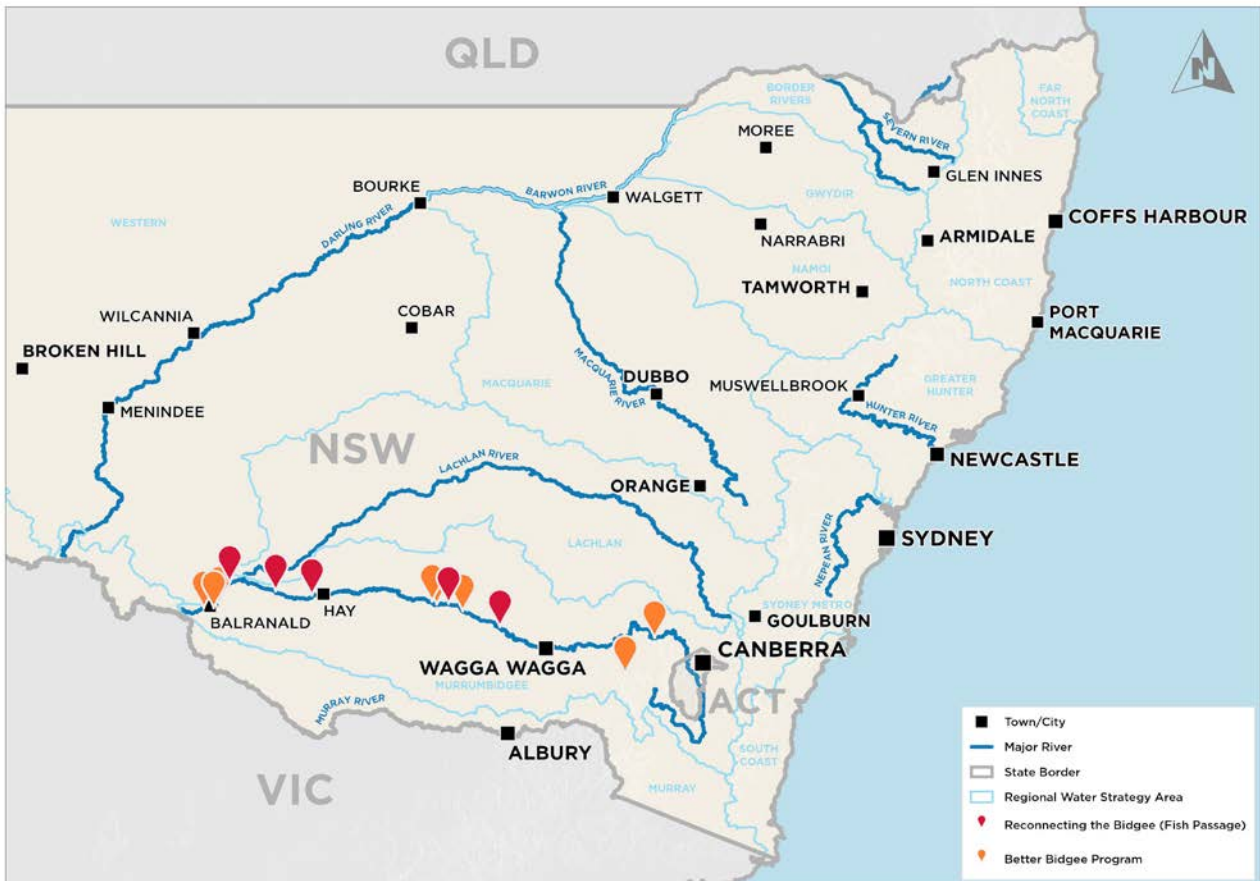 QLD
N
BORDER
RIVERS
FAR
NORTH
COAST
SEVERN RIVER
MOREE
GLEN INNES
BOURKE
BARWON RIVER
WALGETT
GWYDIR
WESTERN
DARLING RIVER
NARRABRI
ARMIDALE
COFFS HARBOUR
NAMOI
TAMWORTH
NORTH COAST
WILCANNIA
COBAR
PORT
MACQUARIE
BROKEN HILL
MACQUARIE
DUBBO
MACQUARIE RIVER
MUSWELLBROOK
GREATER
HUNTER
MENINDEE
HUNTER RIVER
NSW
LACHLAN RIVER
NEWCASTLE
ORANGE
NEPEAN RIVER
SYDNEY
LACHLAN
SYDNEY METRO
BALRANALD
HAY
GOULBURN
WAGGA WAGGA
CANBERRA
MURRUMBIDGEE
ACT
MURRAY RIVER
ALBURY
SOUTH
COAST
VIC
MURRAY
Town/City
Major River
State Border
Regional Water Strategy Area
Reconnecting the Bidgee (Fish Passage)
Better Bidgee Program